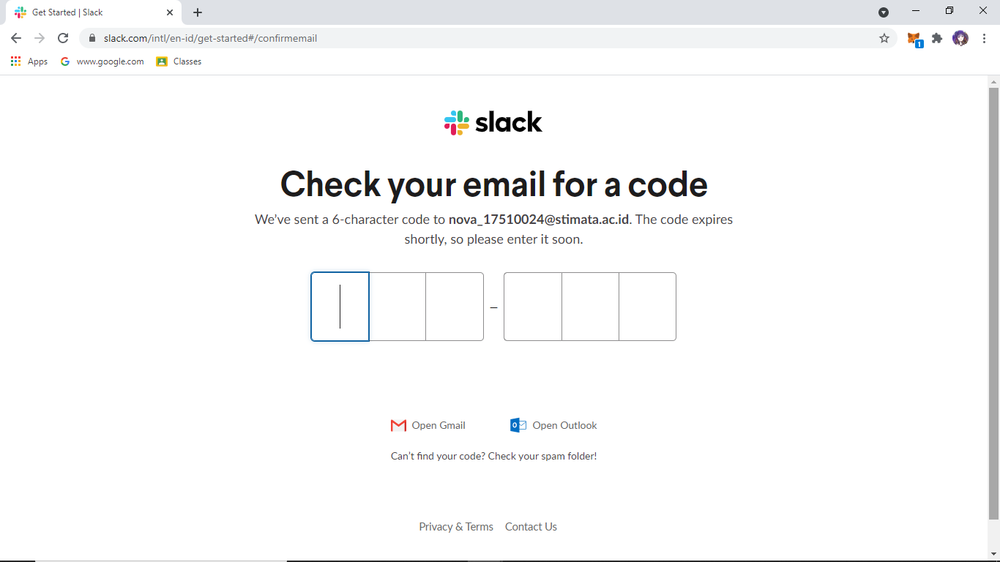 Get Started | Slack
slack.com/intl/en-id/get-started#/confirmemail
1
Apps
www.google.com
Classes
slack
Check your email for a code
We've sent a 6-character code to nova_17510024@stimata.ac.id. The code expires
shortly, so please enter it soon.
–
Open Gmail
Open Outlook
Can't find your code? Check your spam folder!
Privacy & Terms
Contact Us